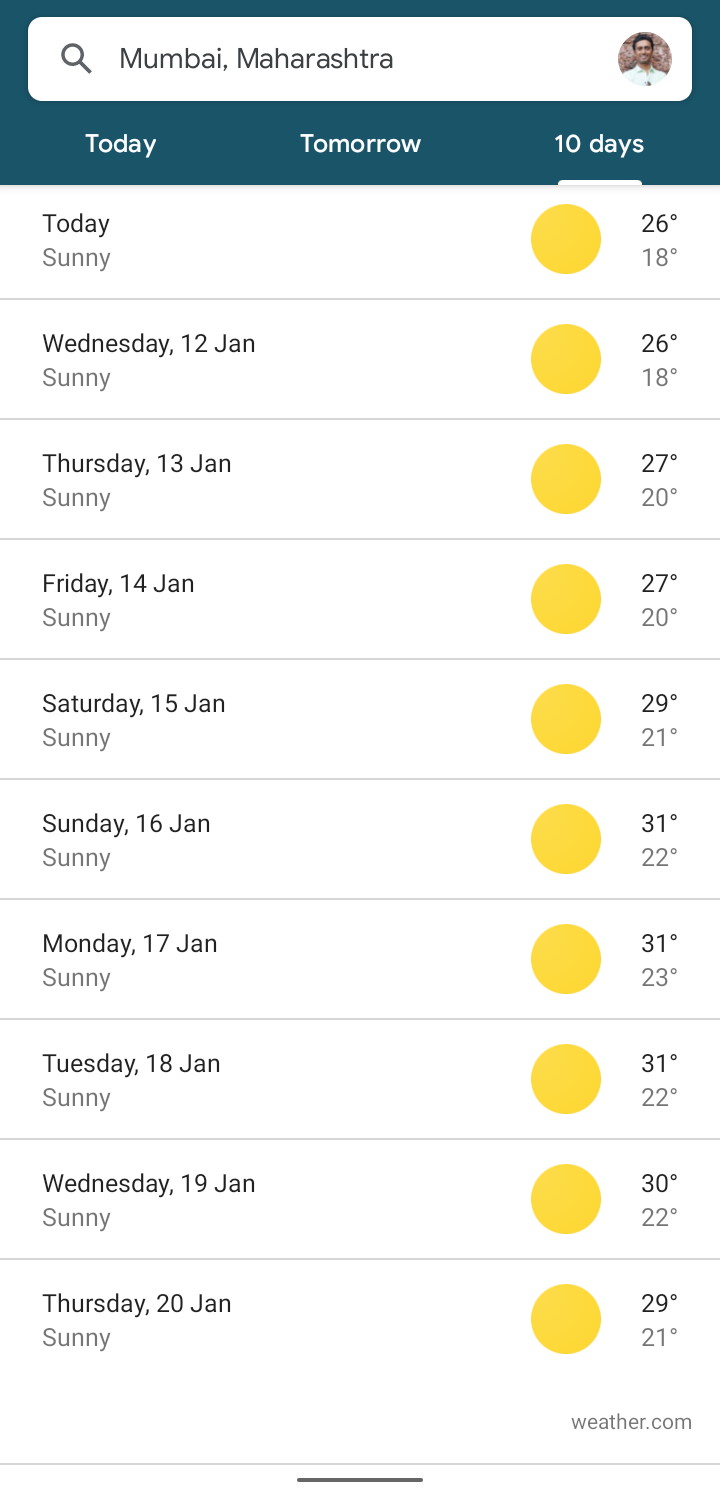 Mumbai, Maharashtra
Today Tomorrow 10 days
Today 26°
Sunny 18°
Wednesday, 12 Jan 26°
Sunny 18°
Thursday, 13 Jan 27°
Sunny 20°
Friday, 14 Jan 27°
Sunny 20°
Saturday, 15 Jan 29°
Sunny 21°
Sunday, 16 Jan 31°
Sunny 22°
Monday, 17 Jan 31°
Sunny 23°
Tuesday, 18 Jan 31°
Sunny 22°
Wednesday, 19 Jan 30°
Sunny 22°
Thursday, 20 Jan 29°
Sunny 21°
weather.com